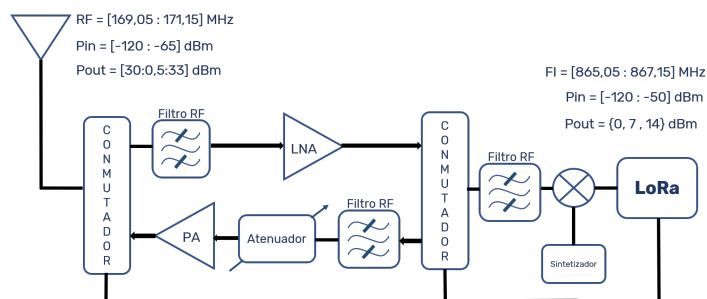 RF = [169,05 : 171,15] MHz
Pin = [-120 : -65] dBm
Pout = [30:0,5:33] dBm
FI = [865,05 : 867,15] MHz
Pin = [-120 : -50] dBm
Pout = {0, 7 , 14} dBm
CONMUTADOR
Filtro RF
LNA
CONMUTADOR
Filtro RF
LoRa
Filtro RF
PA
Atenuador
Sintetizador